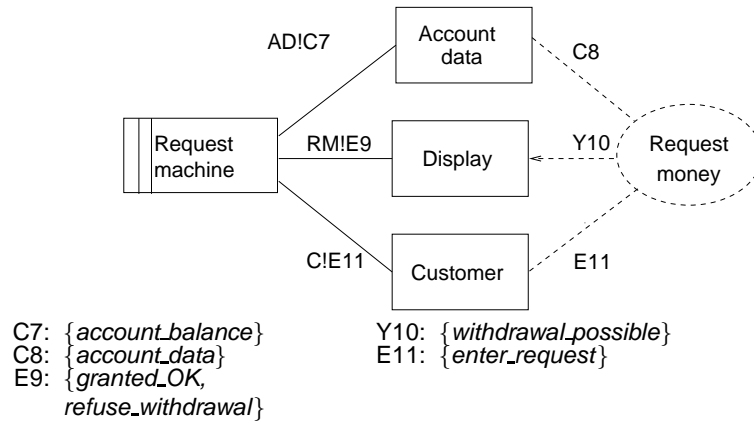 AD!C7
Account
data
C8
Request
machine
RM!E9
Display
Y10
Request
money
C!E11
Customer
E11
C7: {account_balance}
C8: {account_data}
E9: {granted_OK,
refuse_withdrawal}
Y10: {withdrawal_possible}
E11: {enter_request}